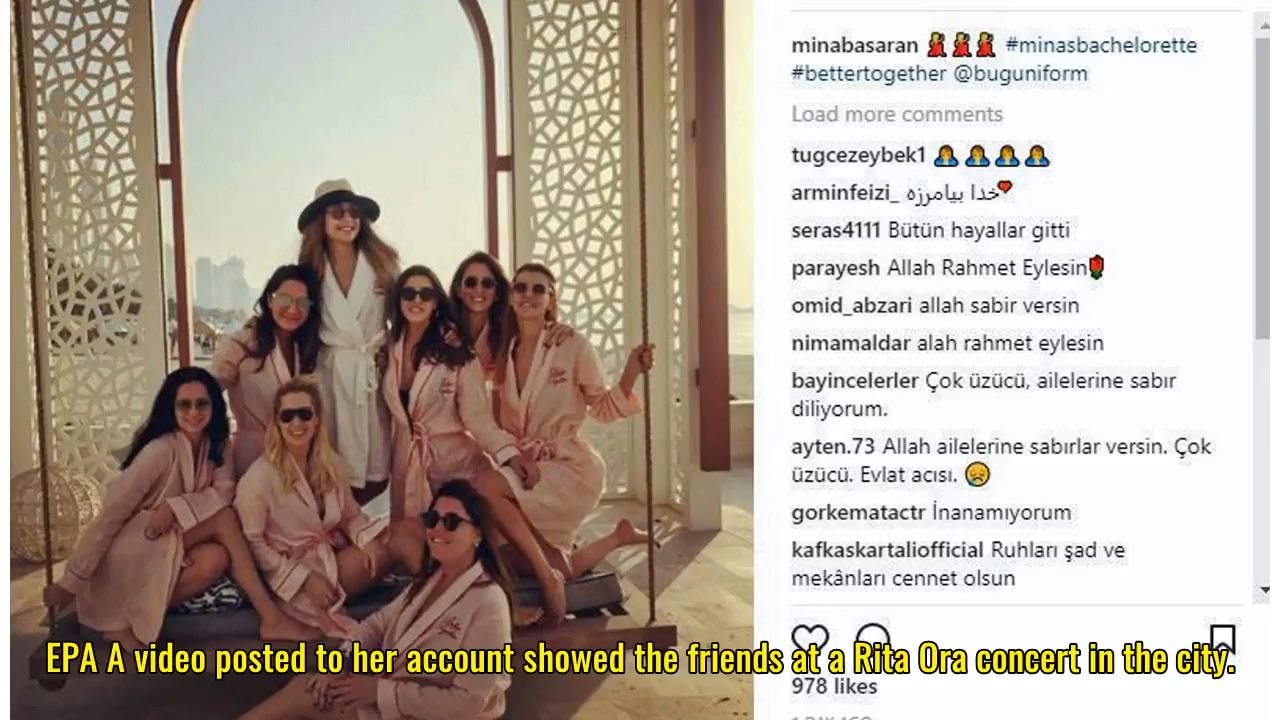 minabasaran 💃💃💃 #minasbachelorette
#bettertogether @buguniform
Load more comments
tugcezeybek1 🤦‍♀️🤦‍♀️🤦‍♀️🤦‍♀️
arminfeizi_ خدا بیامرزه❤
seras4111 Bütün hayallar gitti
parayesh Allah Rahmet Eylesin🌹
omid_abzari allah sabir versin
nimamaldar alah rahmet eylesin
bayincelerler Çok üzücü, ailelerine sabır
diliyorum.
ayten.73 Allah ailelerine sabırlar versin. Çok
üzücü. Evlat acısı. 😢
gorkematactr İnanamıyorum
kafkaskartaliofficial Ruhları şad ve
mekânları cennet olsun
EPA A video posted to her account showed the friends at a Rita Ora concert in the city.
978 likes